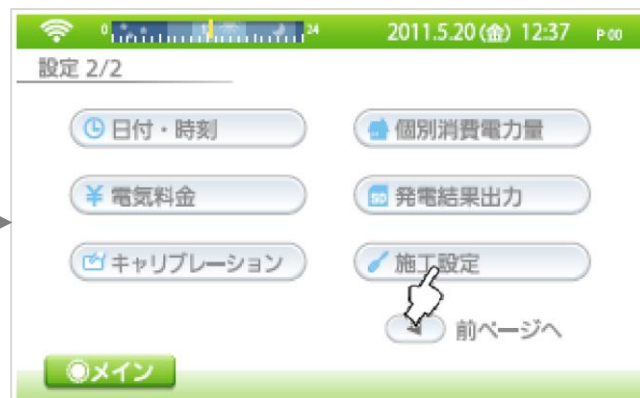 0 12 24 2011.5.20(金) 12:37 P00
設定 2/2
日付・時刻
個別消費電力量
¥ 電気料金
SD 発電結果出力
キャリブレーション
施工設定
前ページへ
メイン